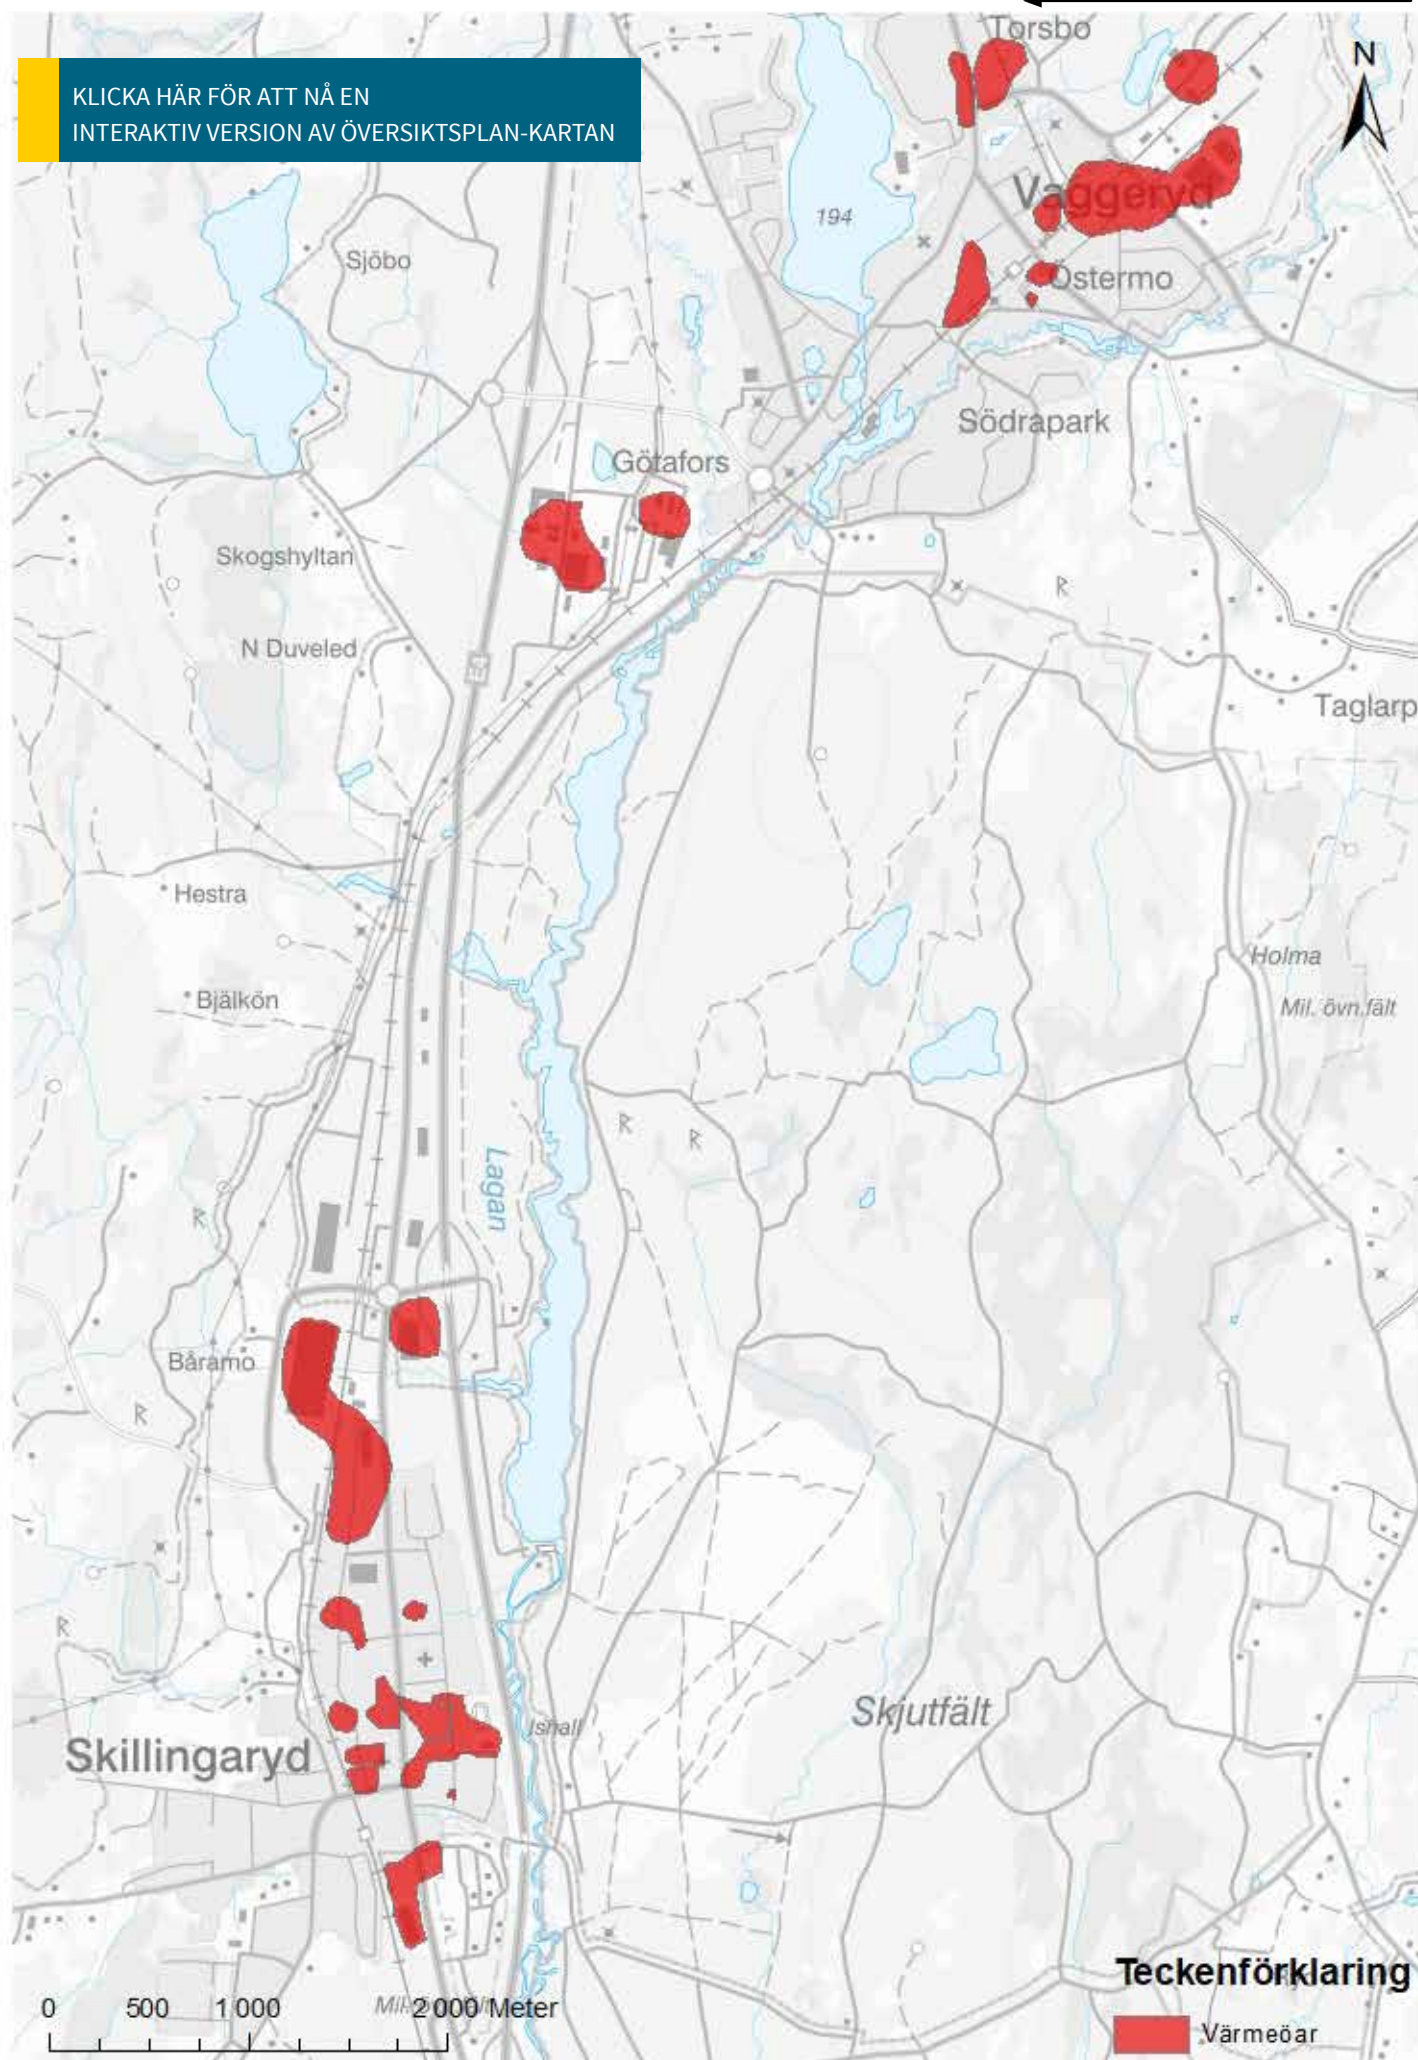 Torsbo
N
KLICKA HÄR FÖR ATT NÅ EN
INTERAKTIV VERSION AV ÖVERSIKTSPLAN-KARTAN
Vaggeryd
194
Sjöbo
Östermo
Södrapark
Götafors
Skogshyltan
N Duveled
Taglarp
Hestra
Holma
Bjälkön
Mil. övn.fält
Lagan
Båramo
Skjutfält
Ishall
Skillingaryd
Teckenförklaring
0 500 1 000 2 000 Meter
Värmeöar